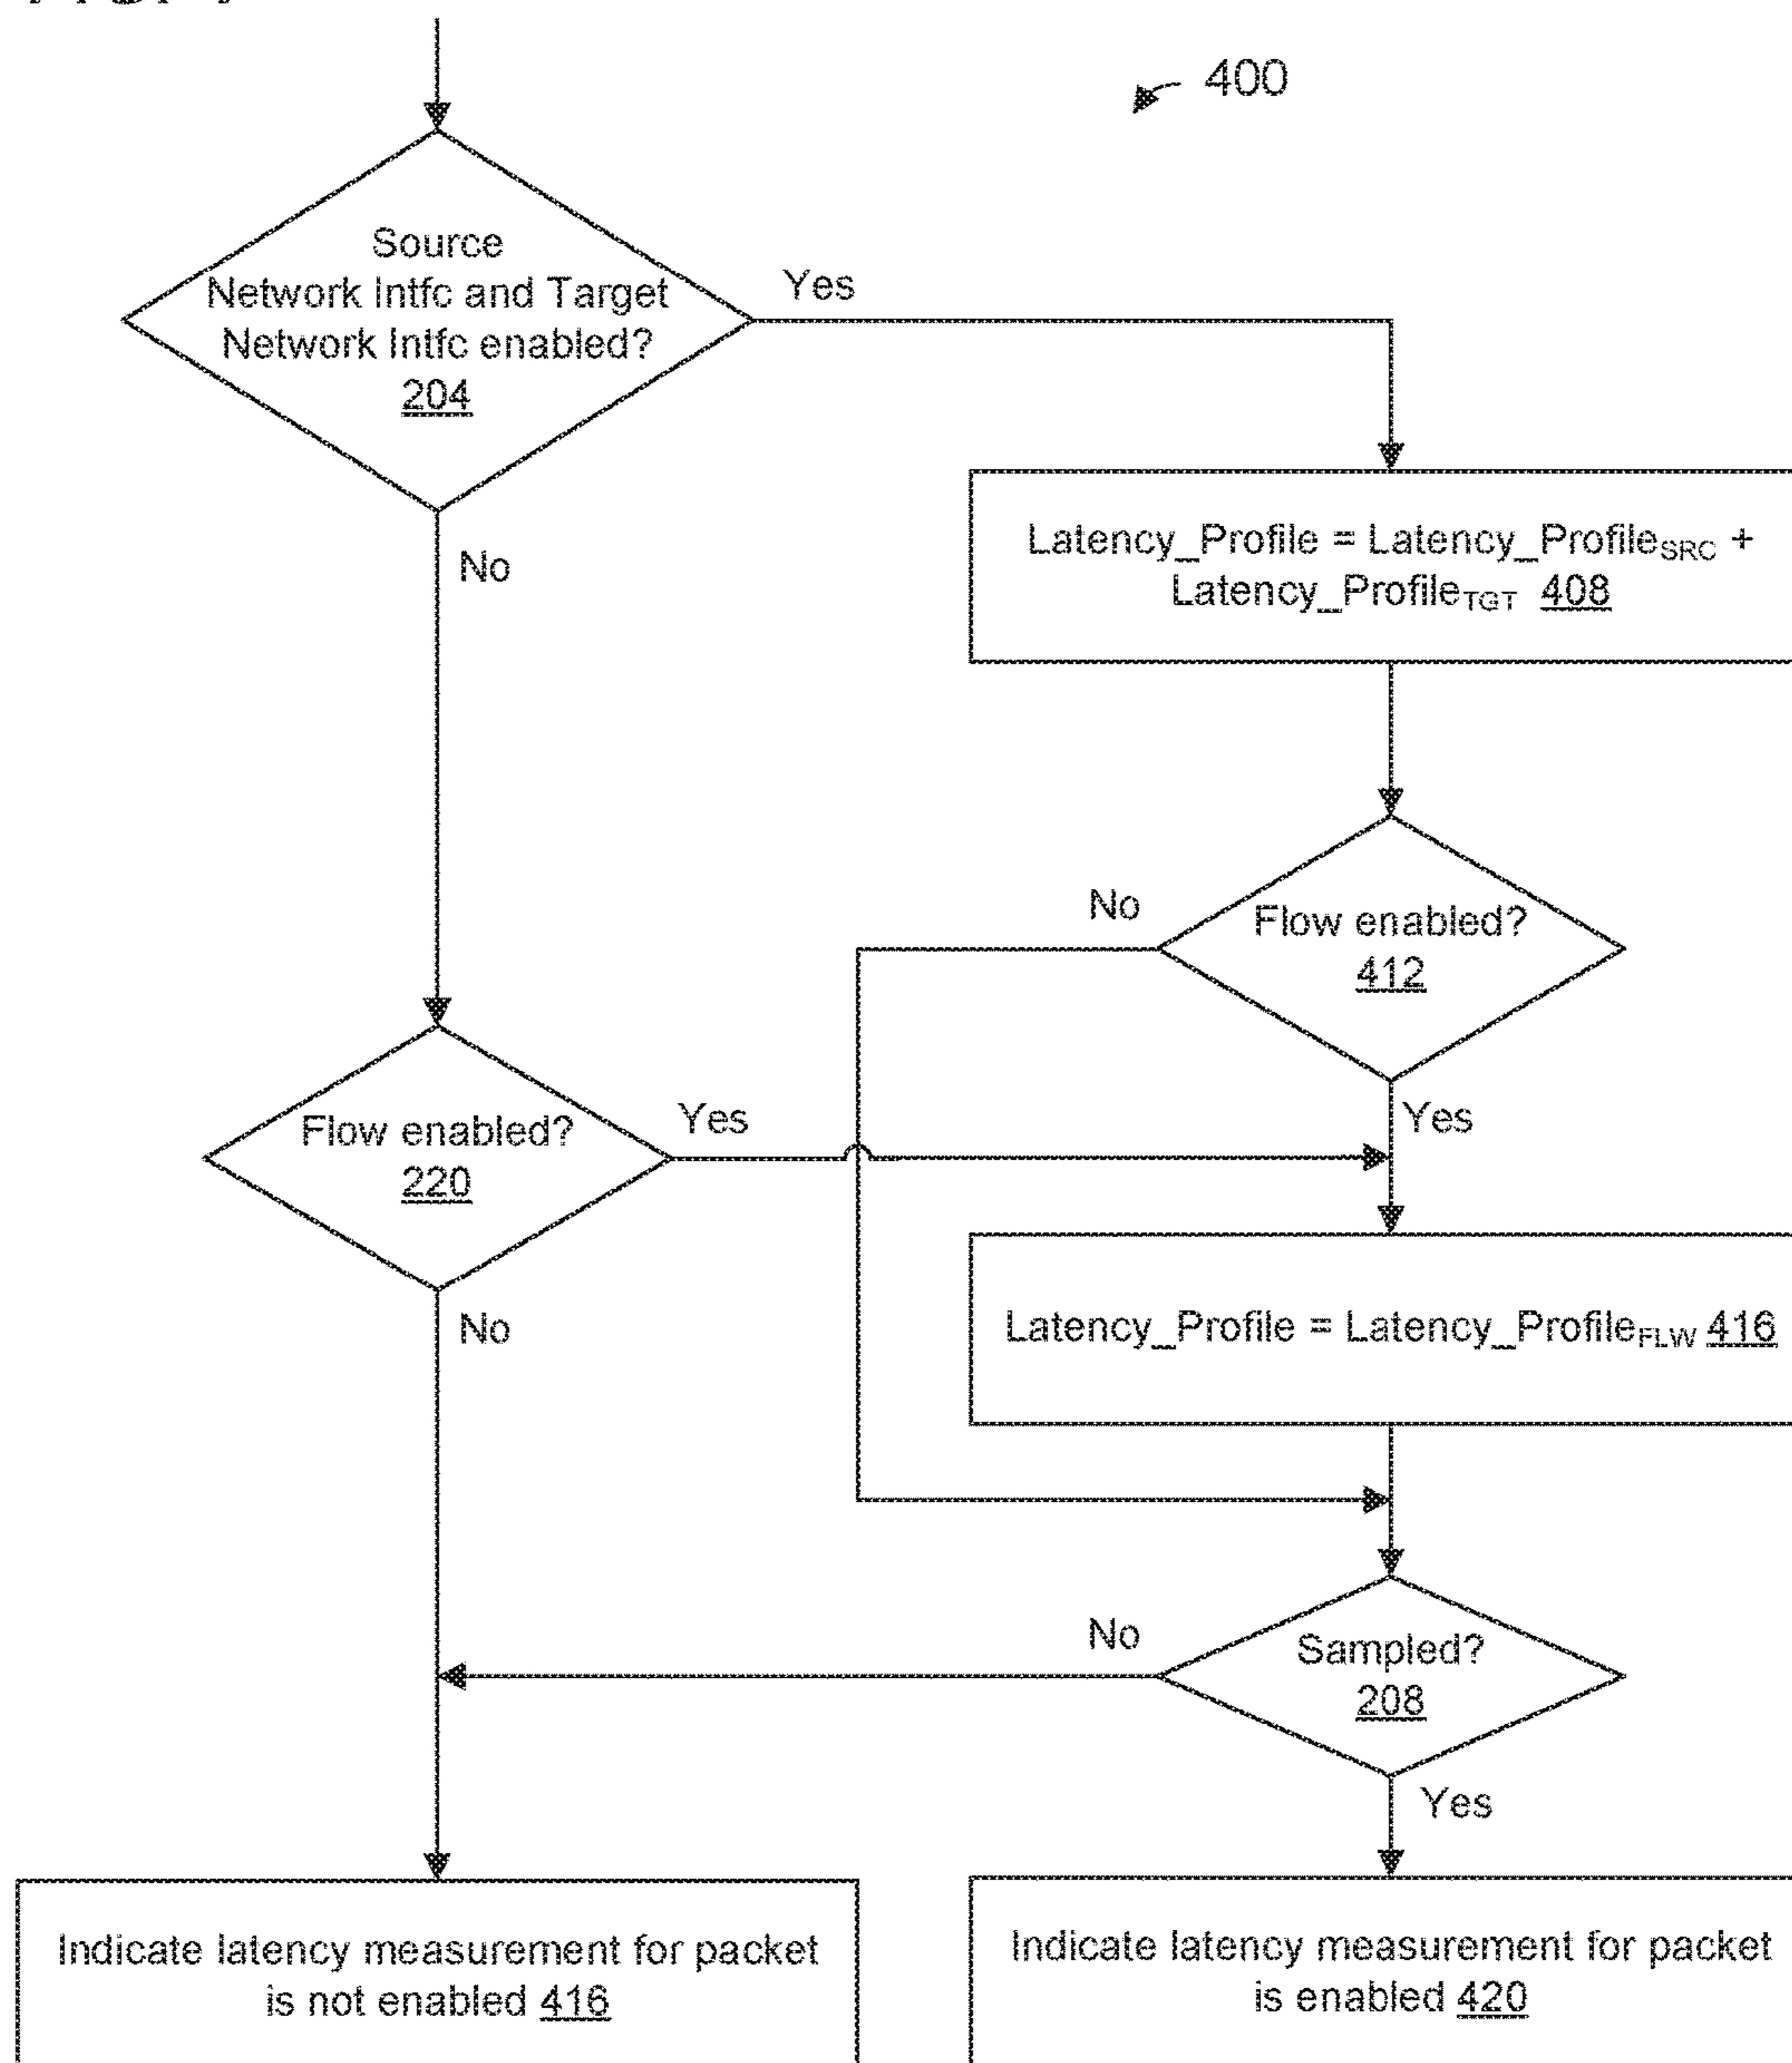 400
Source
Network Intfc and Target
Network Intfc enabled?
204
Yes
No
Latency_Profile = Latency_ProfileSRC +
Latency_ProfileTGT 408
No
Flow enabled?
412
Yes
Flow enabled?
220
Yes
No
Latency_Profile = Latency_ProfileFLW 416
No
Sampled?
208
Yes
Indicate latency measurement for packet
is not enabled 416
Indicate latency measurement for packet
is enabled 420